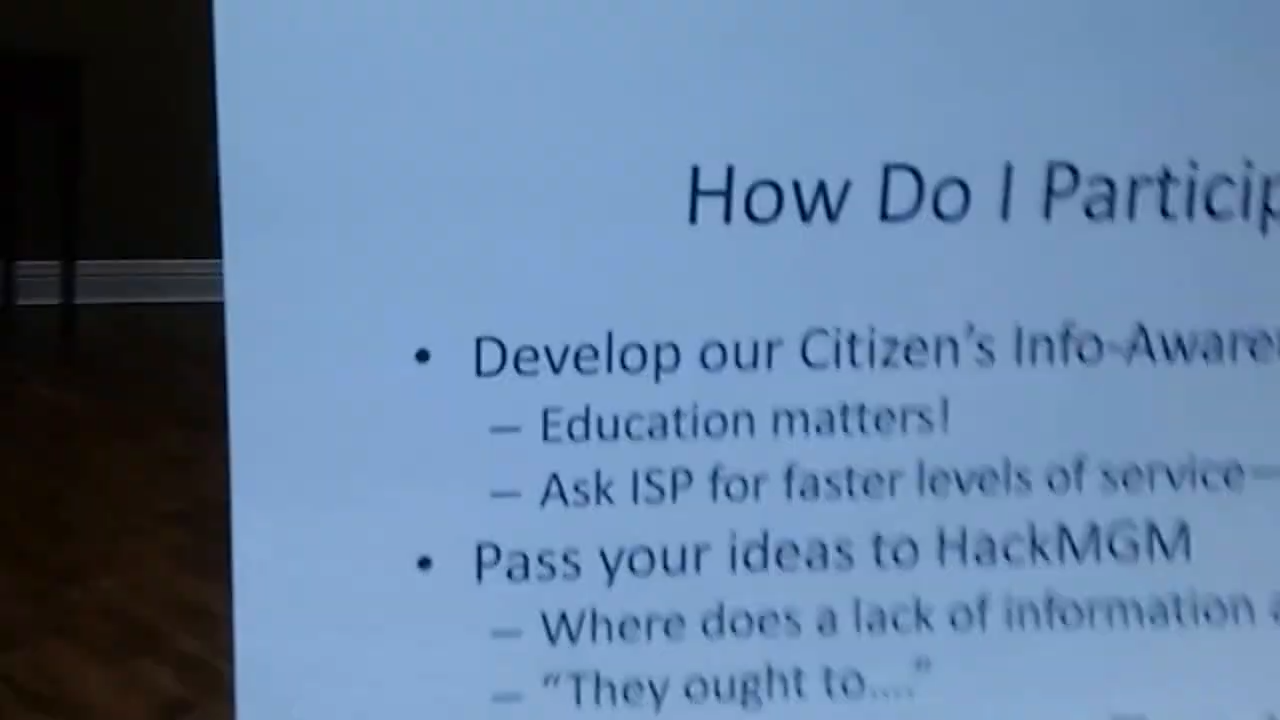 How Do I Particip
• Develop our Citizen's Info-Aware
– Education matters!
– Ask ISP for faster levels of service–
• Pass your ideas to HackMGM
– Where does a lack of information
– "They ought to...."